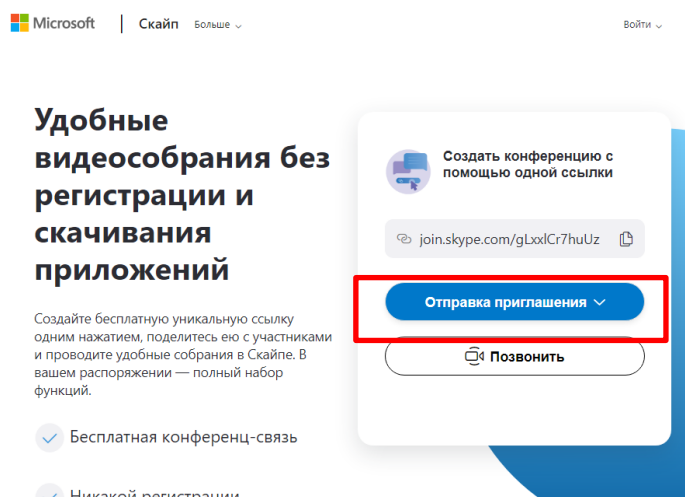 Microsoft
Скайп
Больше
Войти
Удобные
видеособрания без
регистрации и
скачивания
приложений
Создайте бесплатную уникальную ссылку
одним нажатием, поделитесь ею с участниками
и проводите удобные собрания в Скайпе. В
вашем распоряжении — полный набор
функций.
Бесплатная конференц-связь
Никакой регистрации
Создать конференцию с
помощью одной ссылки
join.skype.com/gLxxlCr7huUz
Отправка приглашения
Позвонить